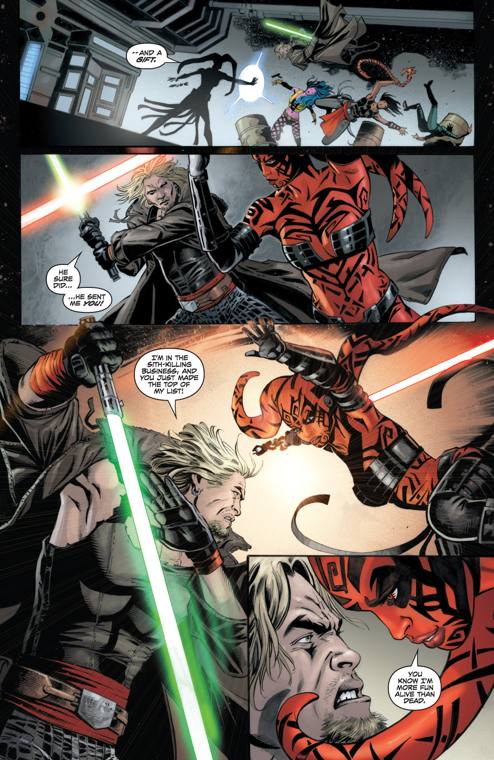 --AND A
GIFT.
HE
SURE
DID...
...HE SENT
ME YOU!
I'M IN THE
SITH-KILLING
BUSINESS, AND
YOU JUST MADE
THE TOP OF
MY LIST!
YOU
KNOW I'M
MORE FUN
ALIVE THAN
DEAD.